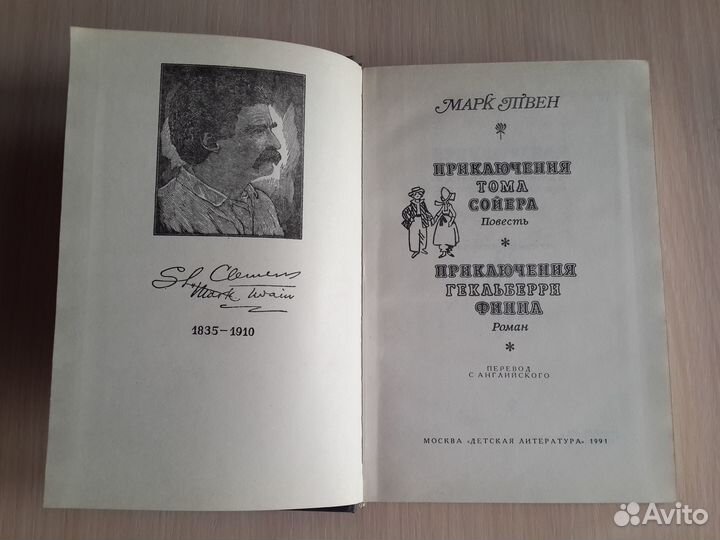 S. L. Clemens
Mark Twain
1835–1910
МАРК ТВЕН
ПРИКЛЮЧЕНИЯ
ТОМА
СОЙЕРА
Повесть
*
ПРИКЛЮЧЕНИЯ
ГЕКЛЬБЕРРИ
ФИННА
Роман
*
ПЕРЕВОД
С АНГЛИЙСКОГО
МОСКВА «ДЕТСКАЯ ЛИТЕРАТУРА» 1991
Avito